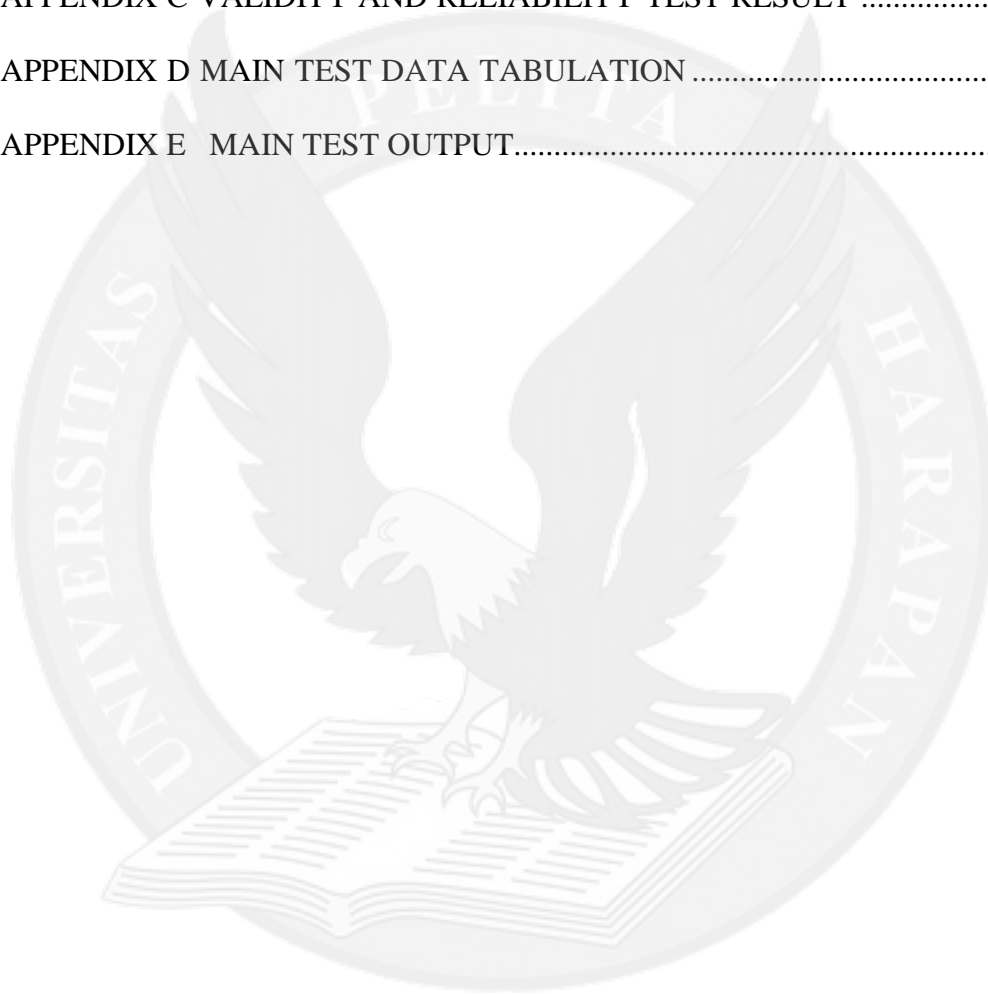 APPENDIX C VALIDITY AND RELIABILITY TEST RESULT ................
APPENDIX D MAIN TEST DATA TABULATION .....................................
APPENDIX E MAIN TEST OUTPUT...........................................................
UNIVERSITAS PELITA HARAPAN